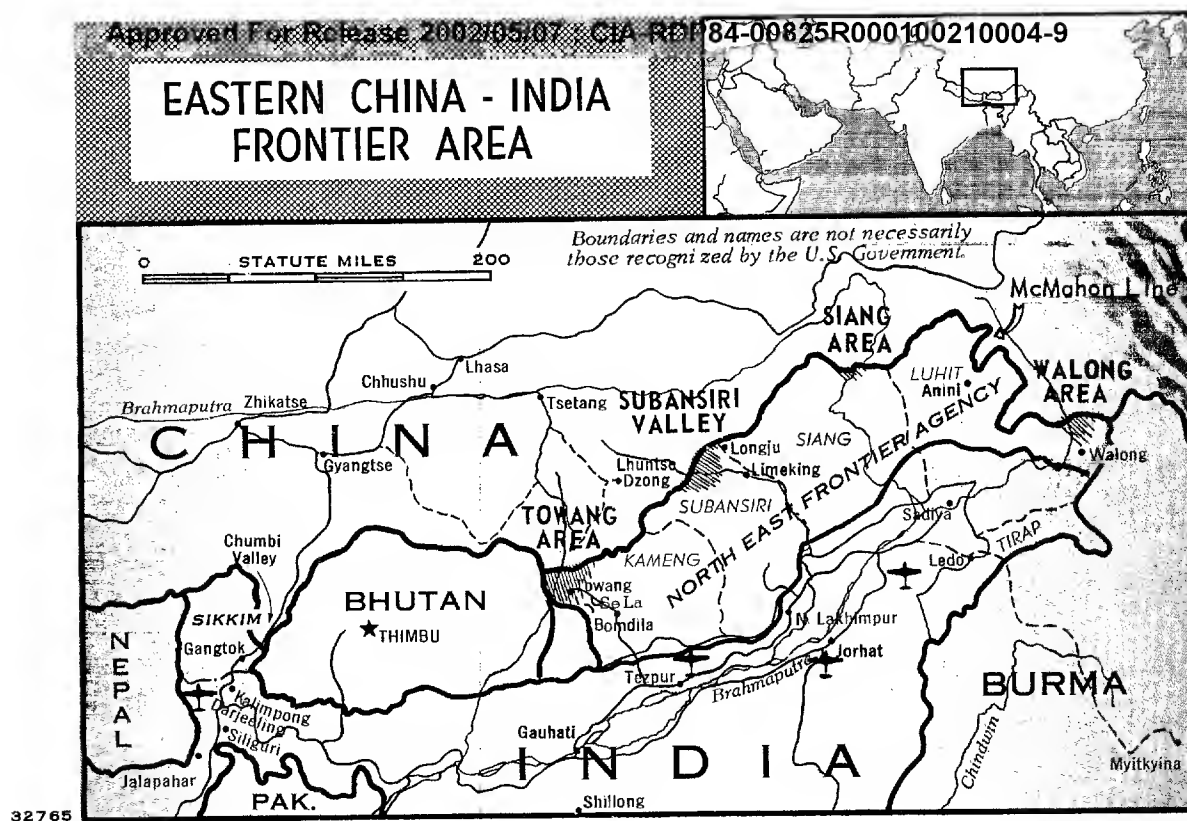 Approved For Release 2002/05/07 : CIA-RDP84-00825R000100210004-9
EASTERN CHINA - INDIA
FRONTIER AREA
Boundaries and names are not necessarily
those recognized by the U.S. Government.
0 STATUTE MILES 200
McMahon Line
SIANG
AREA
Lhasa
Chhushu
LUHIT
Anini
WALONG
AREA
Brahmaputra
Zhikatse
Tsetang
SUBANSIRI
VALLEY
CHINA
Gyangtse
Longju
SIANG
Walong
Lhuntse
Dzong
Limeking
NORTH EAST FRONTIER AGENCY
SUBANSIRI
TOWANG
AREA
Sadiya
TIRAP
Chumbi
Valley
KAMENG
Ledo
Towang
Se La
Bomdila
BHUTAN
THIMBU
SIKKIM
Gangtok
N. Lakhimpur
Jorhat
NEPAL
Tezpur
Brahmaputra
BURMA
Kalimpong
Darjeeling
Siliguri
Gauhati
INDIA
Chindwin
Jalapahar
Myitkyina
PAK.
Shillong
32765